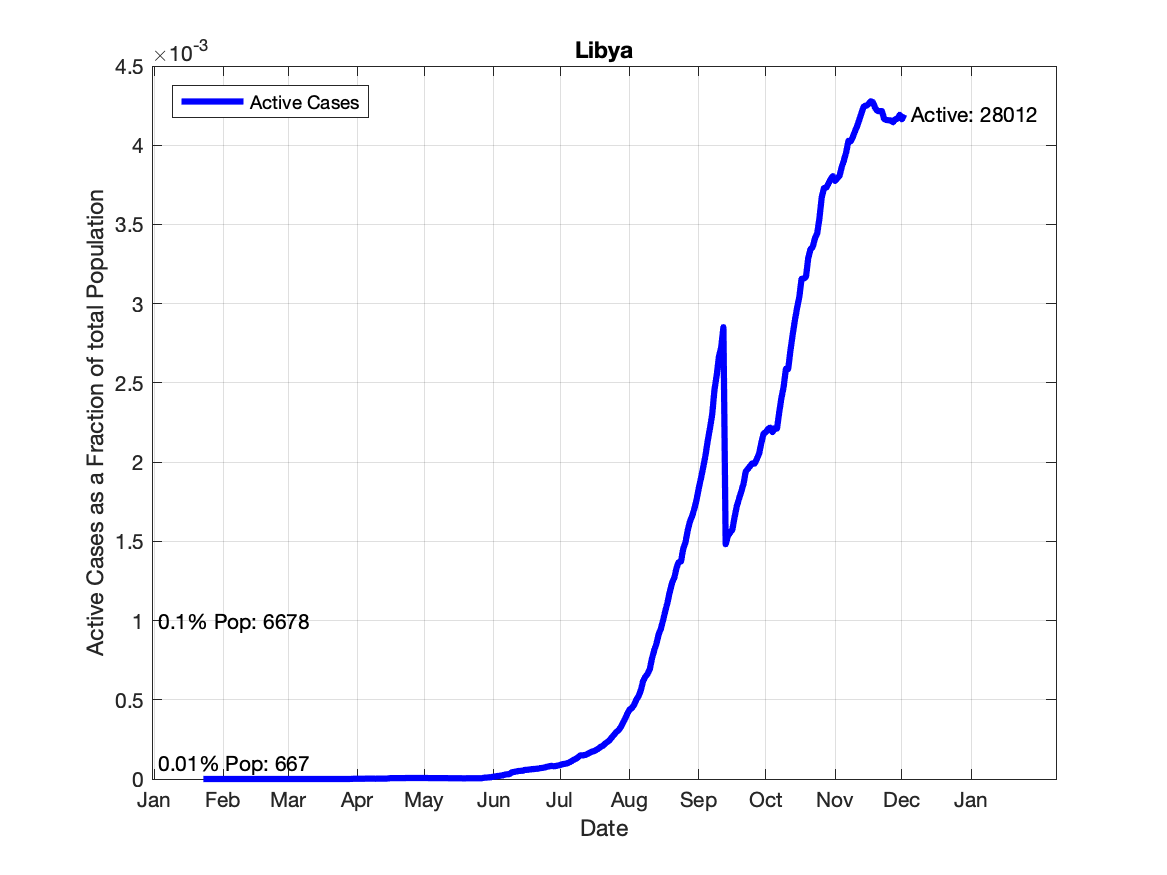 Libya
×10-3
4.5
4
3.5
3
2.5
2
1.5
1
0.5
0
Active Cases as a Fraction of total Population
Active Cases
Active: 28012
0.1% Pop: 6678
0.01% Pop: 667
Jan Feb Mar Apr May Jun Jul Aug Sep Oct Nov Dec Jan
Date